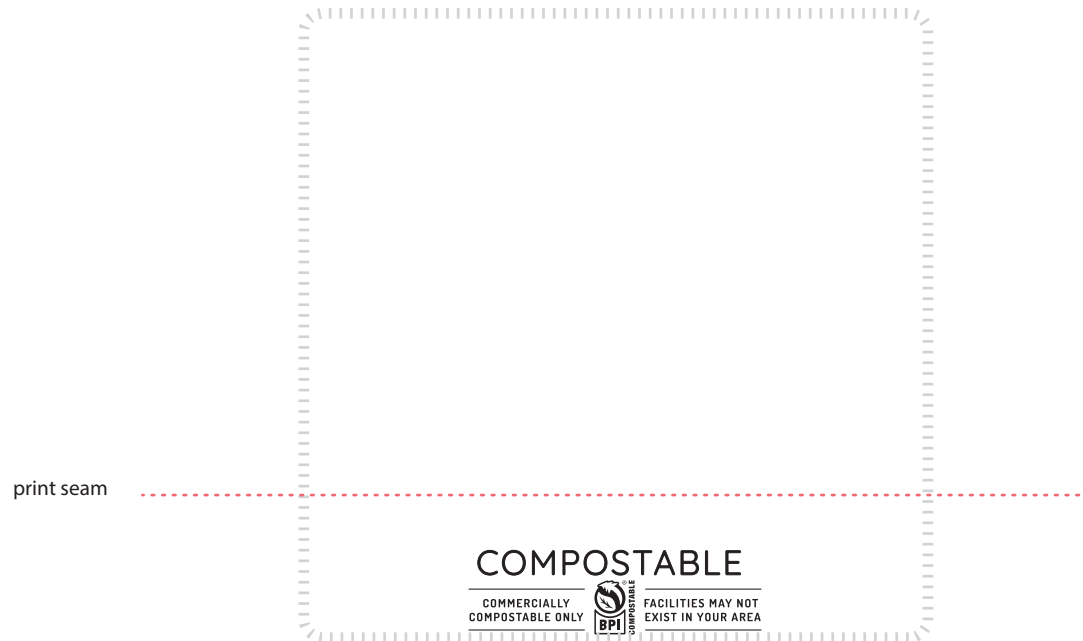 print seam
COMPOSTABLE
COMMERCIALLY
COMPOSTABLE ONLY
®
BPI
COMPOSTABLE
FACILITIES MAY NOT
EXIST IN YOUR AREA